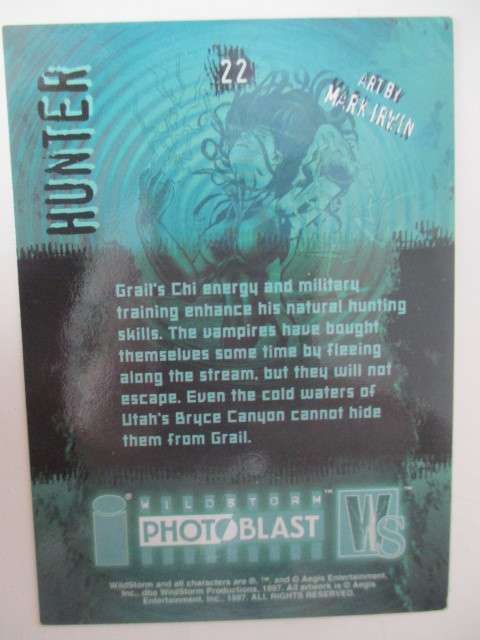 22
ART BY
MARK IRWIN
HUNTER
Grail's Chi energy and military
training enhance his natural hunting
skills. The vampires have bought
themselves some time by fleeing
along the stream, but they will not
escape. Even the cold waters of
Utah's Bryce Canyon cannot hide
them from Grail.
WILDSTORM™
PHOTOBLAST
WS™
WildStorm and all characters are ®, ™, and © Aegis Entertainment,
Inc., dba WildStorm Productions, 1997. All artwork is © Aegis
Entertainment, Inc., 1997. ALL RIGHTS RESERVED.